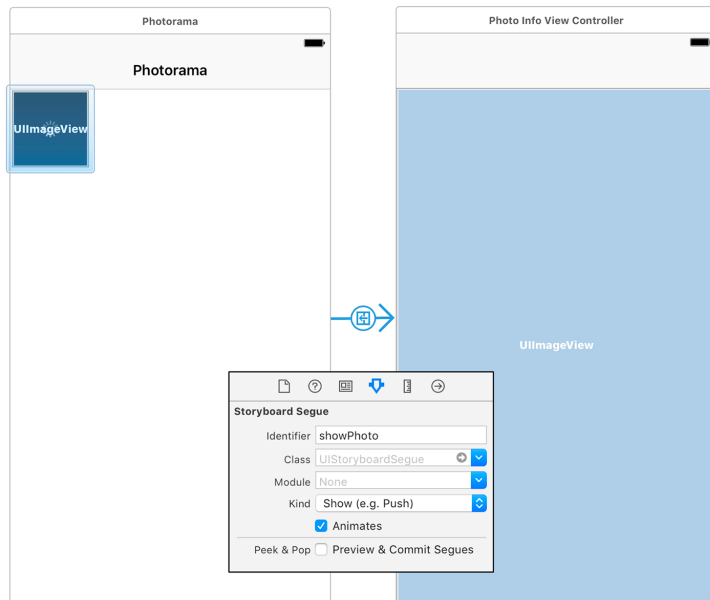 Photorama
Photo Info View Controller
Photorama
UIImageView
UIImageView
Storyboard Segue
Identifier showPhoto
Class UIStoryboardSegue
Module None
Kind Show (e.g. Push)
Animates
Peek & Pop Preview & Commit Segues